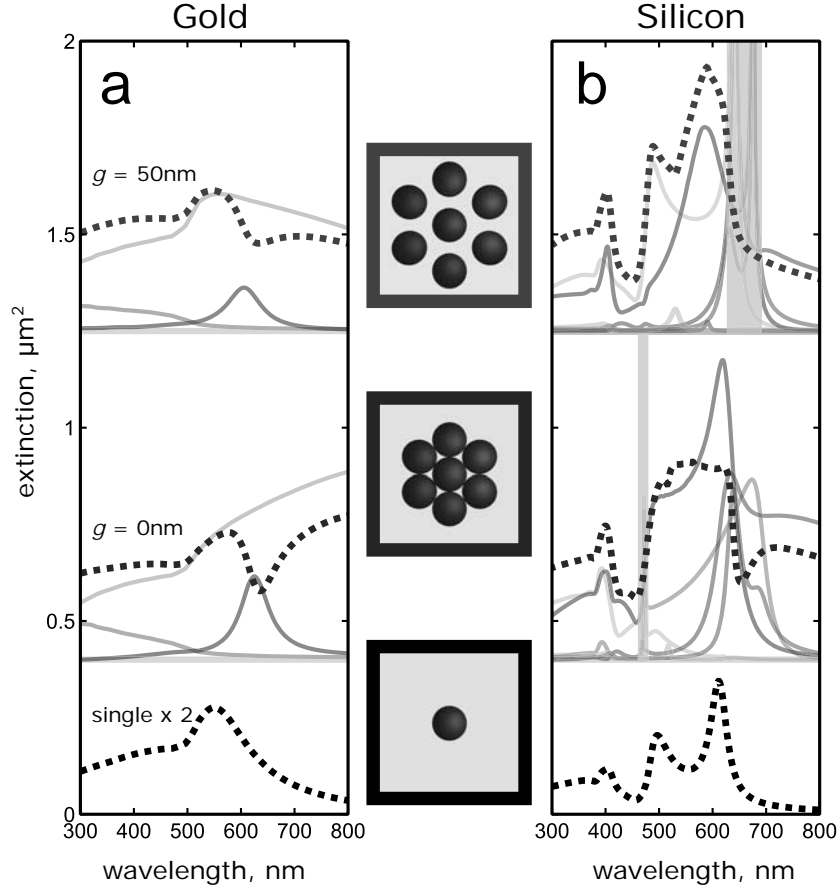 Gold
Silicon
2
a
b
g = 50nm
1.5
extinction, μm²
1
g = 0nm
0.5
single x 2
0
300 400 500 600 700 800
300 400 500 600 700 800
wavelength, nm
wavelength, nm